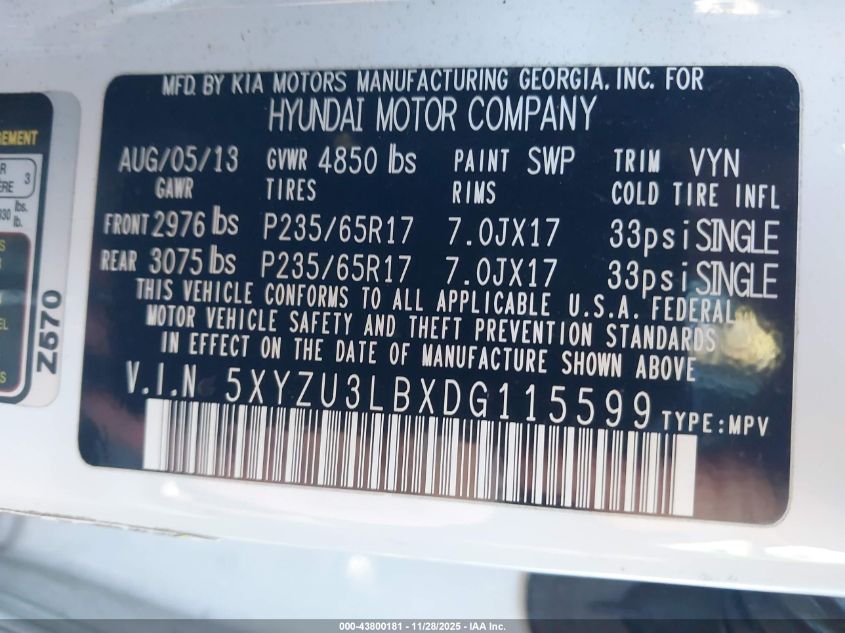 MFD. BY KIA MOTORS MANUFACTURING GEORGIA, INC. FOR
HYUNDAI MOTOR COMPANY
AUG/05/13 GVWR 4850 lbs PAINT SWP TRIM VYN
GAWR TIRES RIMS COLD TIRE INFL
FRONT 2976 lbs P235/65R17 7.0JX17 33psi SINGLE
REAR 3075 lbs P235/65R17 7.0JX17 33psi SINGLE
THIS VEHICLE CONFORMS TO ALL APPLICABLE U.S.A. FEDERAL
MOTOR VEHICLE SAFETY AND THEFT PREVENTION STANDARDS
IN EFFECT ON THE DATE OF MANUFACTURE SHOWN ABOVE
V.I.N 5XYZU3LBXDG115599 TYPE:MPV
3
lbs.
lb.
Z570
000-43800181 - 11/28/2025 - IAA Inc.